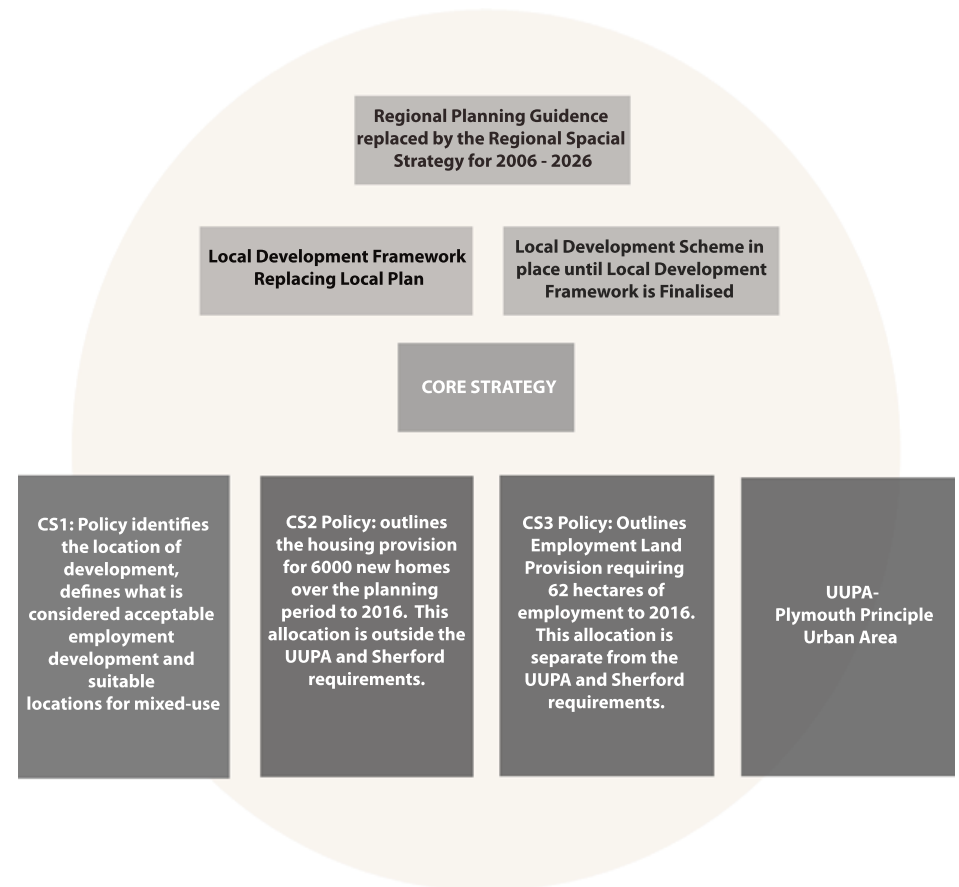 Regional Planning Guidence
replaced by the Regional Spacial
Strategy for 2006 - 2026
Local Development Framework
Replacing Local Plan
Local Development Scheme in
place until Local Development
Framework is Finalised
CORE STRATEGY
CS1: Policy identifies
the location of
development,
defines what is
considered acceptable
employment
development and
suitable
locations for mixed-use
CS2 Policy: outlines
the housing provision
for 6000 new homes
over the planning
period to 2016.  This
allocation is outside the
UUPA and Sherford
requirements.
CS3 Policy: Outlines
Employment Land
Provision requiring
62 hectares of
employment to 2016.
This allocation is
separate from the
UUPA and Sherford
requirements.
UUPA-
Plymouth Principle
Urban Area